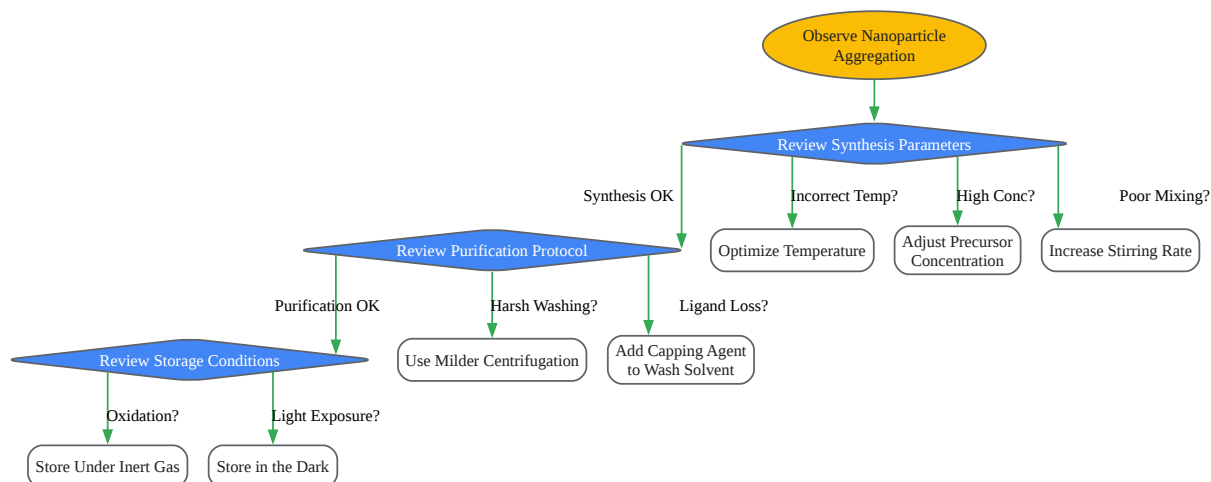 Observe Nanoparticle
Aggregation
Review Synthesis Parameters
Synthesis OK
Incorrect Temp?
High Conc?
Poor Mixing?
Review Purification Protocol
Optimize Temperature
Adjust Precursor
Concentration
Increase Stirring Rate
Purification OK
Harsh Washing?
Ligand Loss?
Review Storage Conditions
Use Milder Centrifugation
Add Capping Agent
to Wash Solvent
Oxidation?
Light Exposure?
Store Under Inert Gas
Store in the Dark